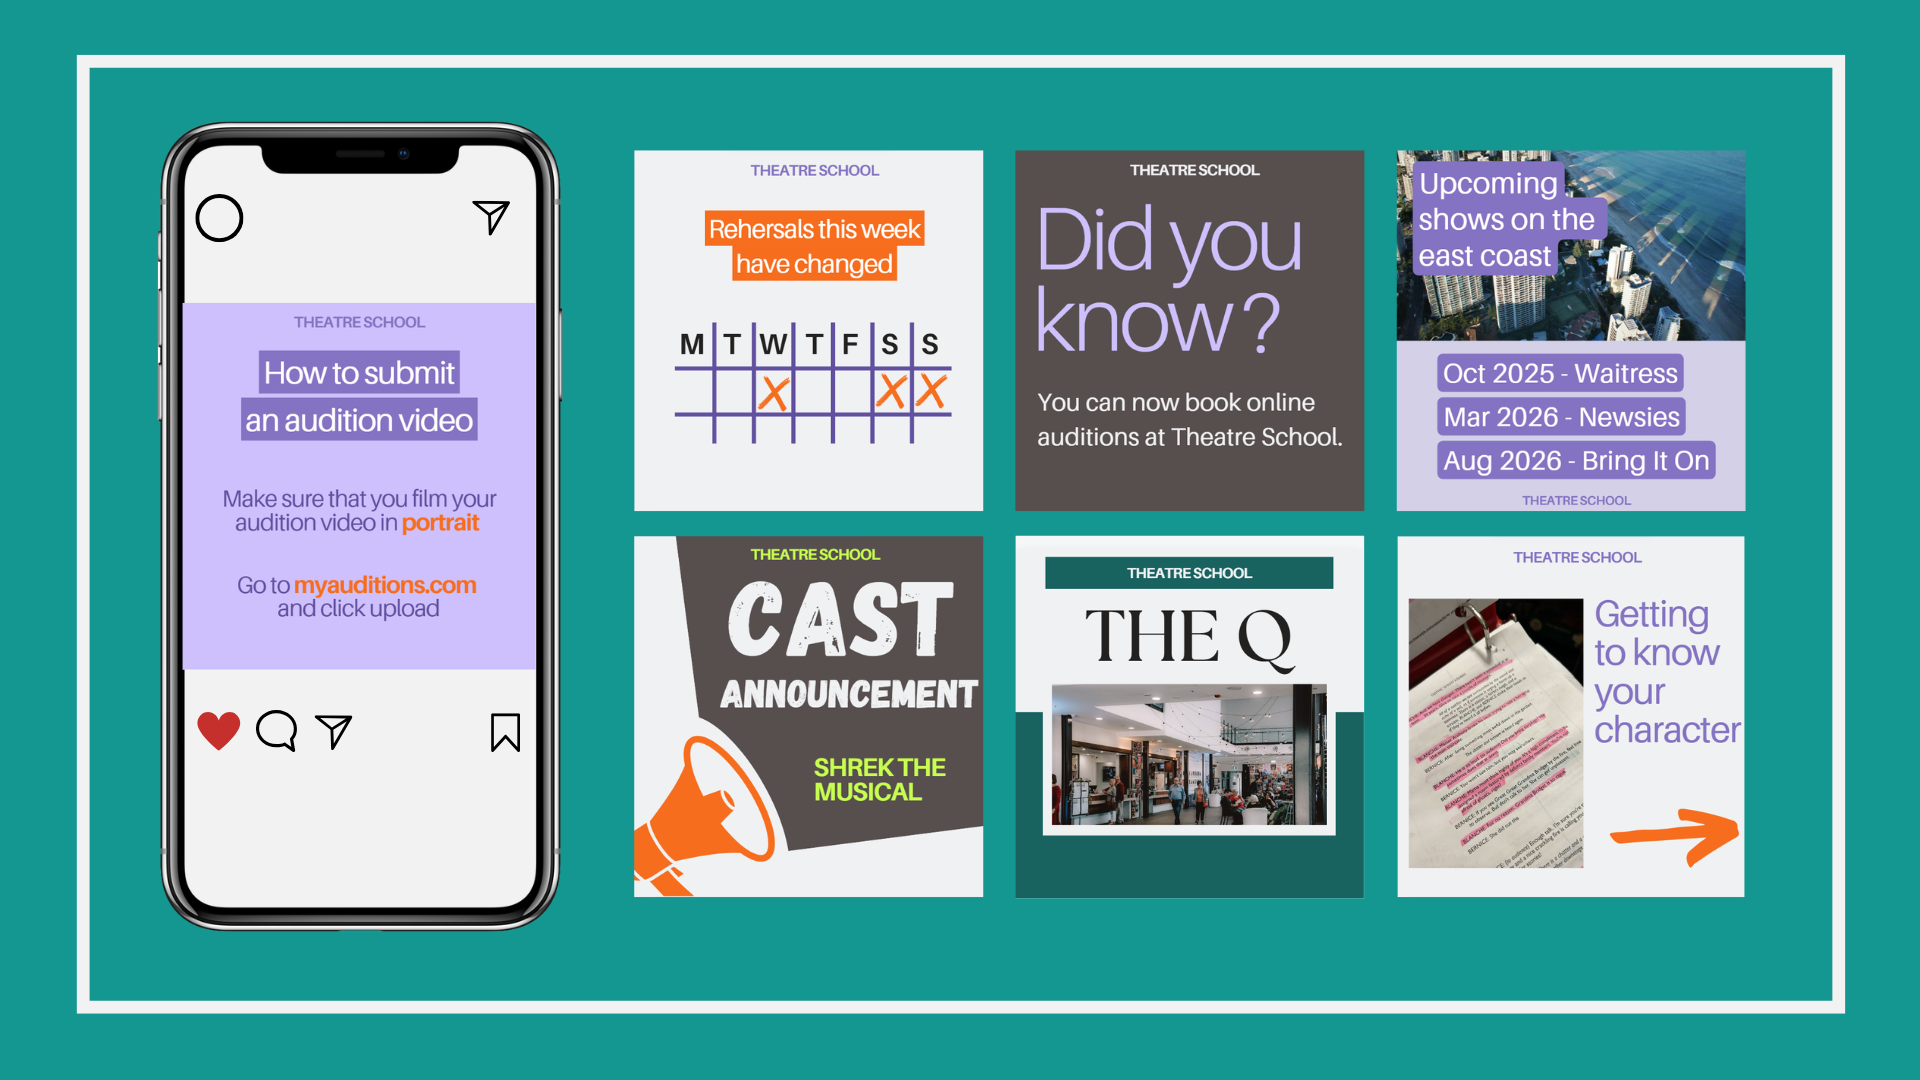 THEATRE SCHOOL
How to submit
an audition video
Make sure that you film your
audition video in portrait
Go to myauditions.com
and click upload
THEATRE SCHOOL
Rehersals this week
have changed
M T W T F S S
X X X
THEATRE SCHOOL
Did you
know?
You can now book online
auditions at Theatre School.
Upcoming
shows on the
east coast
Oct 2025 - Waitress
Mar 2026 - Newsies
Aug 2026 - Bring It On
THEATRE SCHOOL
THEATRE SCHOOL
CAST
ANNOUNCEMENT
SHREK THE
MUSICAL
THEATRE SCHOOL
THE Q
THEATRE SCHOOL
Getting
to know
your
character